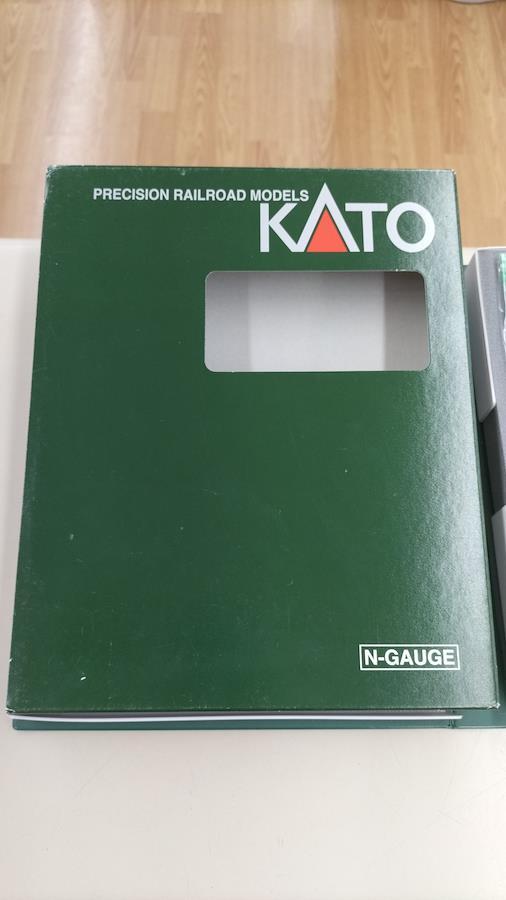 PRECISION RAILROAD MODELS
KATO
N-GAUGE